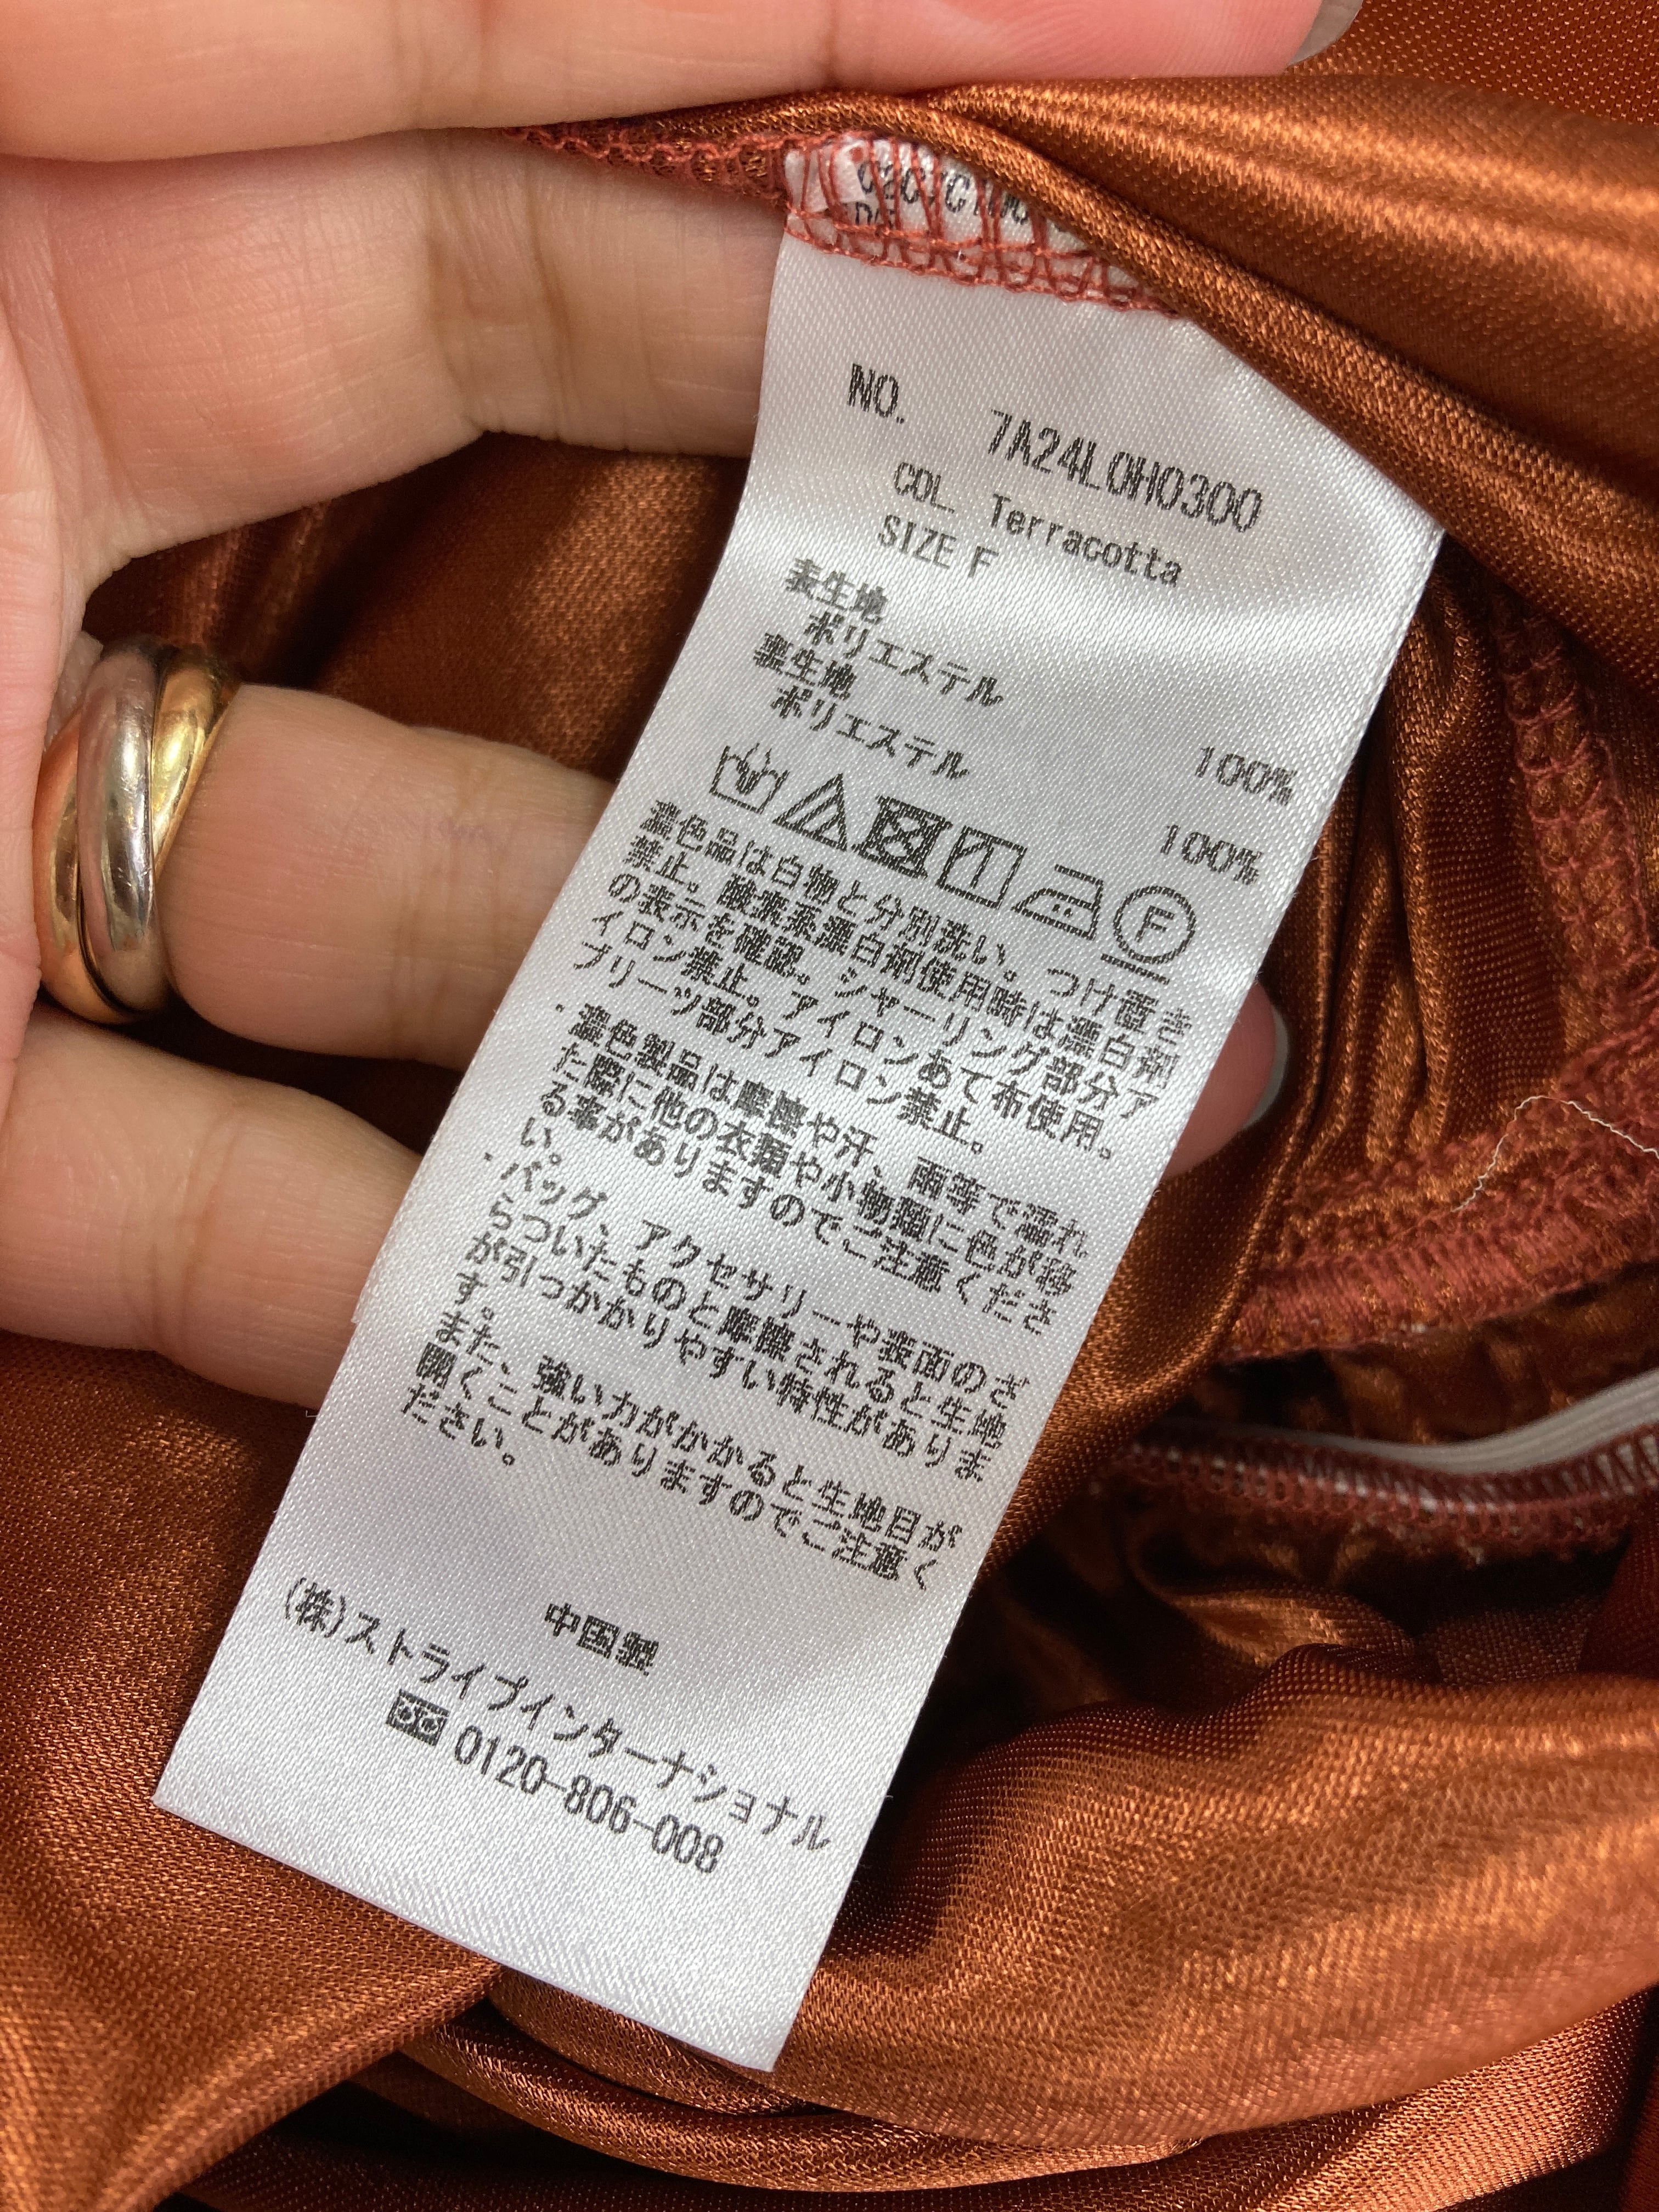 NO. 7A24L0H0300
COL Terracotta
SIZE F
表生地
ポリエステル 100%
裏生地
ポリエステル 100%
F
濃色品は白物と分別洗い。つけ置き
禁止。酸素系漂白剤使用時は漂白剤
の表示を確認。シャーリング部分ア
イロン禁止。アイロンあて布使用。
プリーツ部分アイロン禁止。
・濃色製品は摩擦や汗、雨等で濡れ
た際に他の衣類や小物類に色が移
る事がありますのでご注意くださ
い。
・バッグ、アクセサリーや表面のざ
らついたものと摩擦されると生地
が引っかかりやすい特性がありま
す。
また、強い力がかかると生地目が
開くことがありますのでご注意く
ださい。
中国製
(株)ストライプインターナショナル
0120-806-008